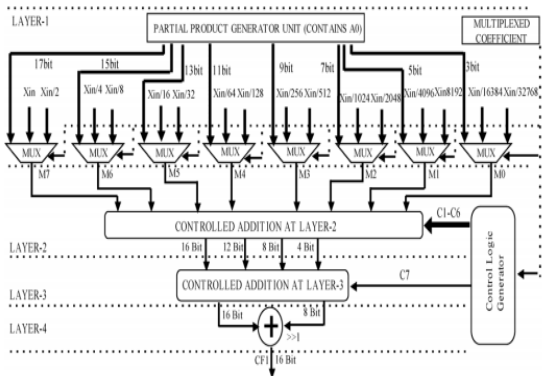 LAYER-1
PARTIAL PRODUCT GENERATOR UNIT (CONTAINS A0)
MULTIPLEXED
COEFFICIENT
17bit
15bit
13bit
11bit
9bit
7bit
5bit
3bit
Xin Xin/2
Xin/4 Xin/8
Xin/16 Xin/32
Xin/64 Xin/128
Xin/256 Xin/512
Xin/1024 Xin/2048
Xin/4096 Xin8192
Xin/16384 Xin/32768
MUX MUX MUX MUX MUX MUX MUX MUX
M7 M6 M5 M4 M3 M2 M1 M0
CONTROLLED ADDITION AT LAYER-2
C1-C6
LAYER-2
16 Bit 12 Bit 8 Bit 4 Bit
Control Logic
Generator
CONTROLLED ADDITION AT LAYER-3
C7
LAYER-3
16 Bit 8 Bit
LAYER-4
+
>>1
CF1 16 Bit